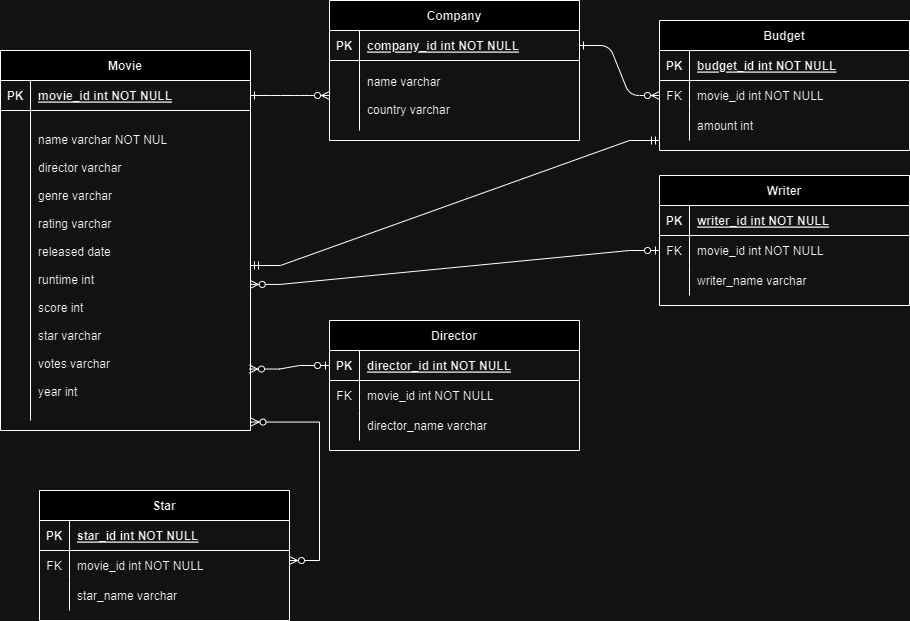 Movie
PK movie_id int NOT NULL
name varchar NOT NUL
director varchar
genre varchar
rating varchar
released date
runtime int
score int
star varchar
votes varchar
year int
Company
PK company_id int NOT NULL
name varchar
country varchar
Budget
PK budget_id int NOT NULL
FK movie_id int NOT NULL
amount int
Writer
PK writer_id int NOT NULL
FK movie_id int NOT NULL
writer_name varchar
Director
PK director_id int NOT NULL
FK movie_id int NOT NULL
director_name varchar
Star
PK star_id int NOT NULL
FK movie_id int NOT NULL
star_name varchar